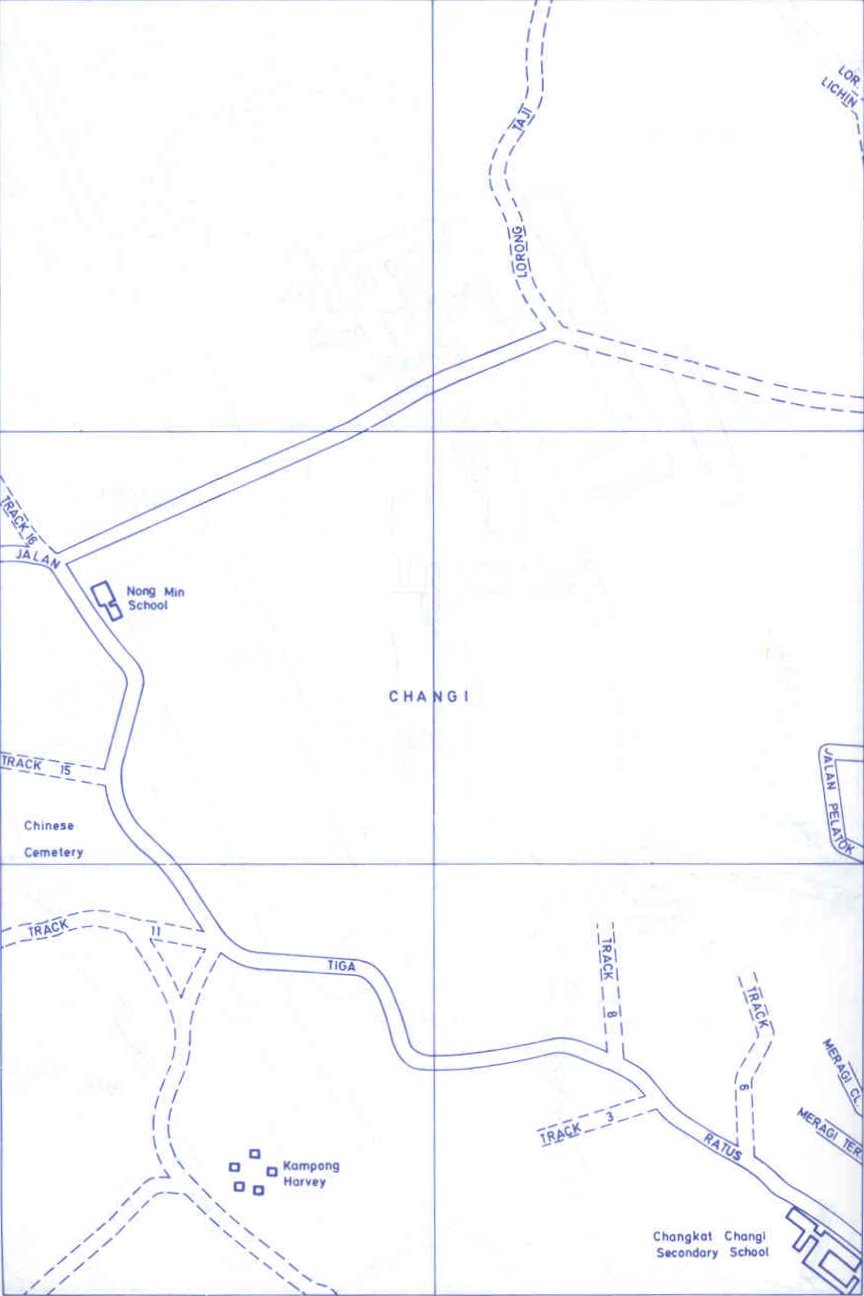 LOR.
LICHIN
TAJI
LORONG
TRACK 16
JALAN
Nong Min
School
CHANGI
TRACK 15
JALAN PELATOK
Chinese
Cemetery
TRACK 11
TIGA
TRACK 8
TRACK 6
MERAGI CL.
MERAGI TER.
TRACK 3
RATUS
Kampong
Harvey
Changkat Changi
Secondary School